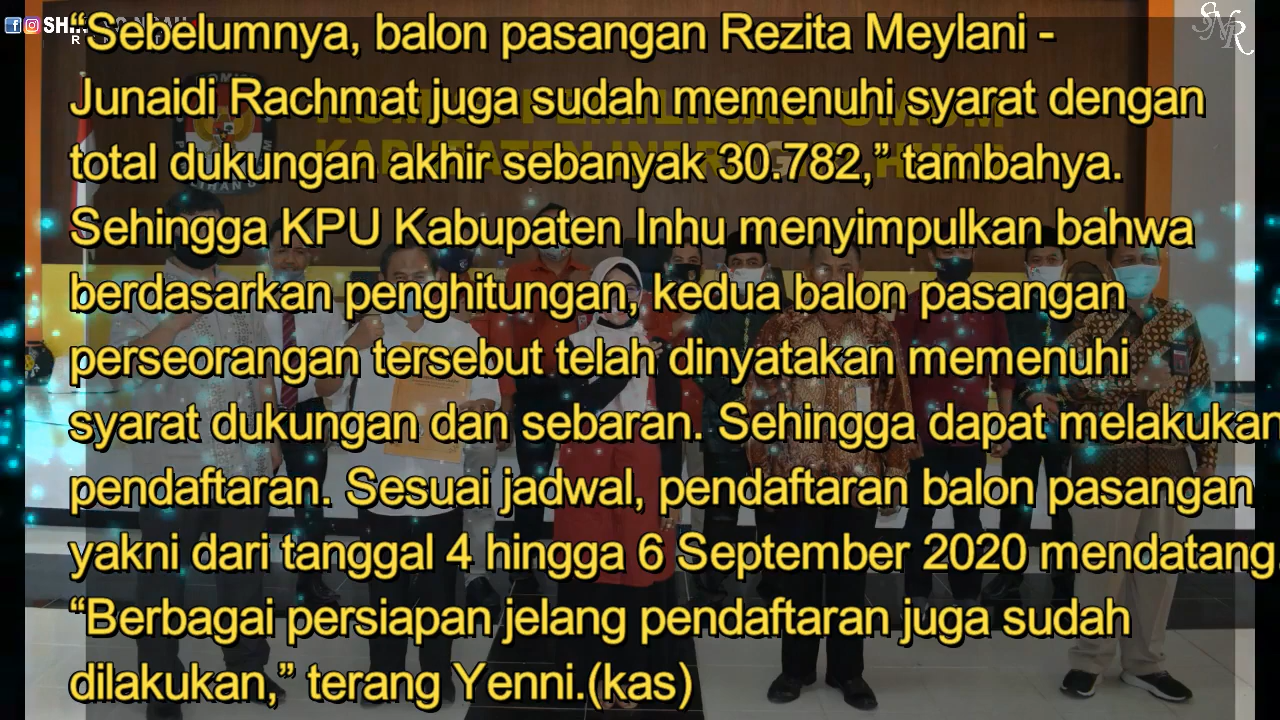 “Sebelumnya, balon pasangan Rezita Meylani -
Junaidi Rachmat juga sudah memenuhi syarat dengan
total dukungan akhir sebanyak 30.782,” tambahya.
Sehingga KPU Kabupaten Inhu menyimpulkan bahwa
berdasarkan penghitungan, kedua balon pasangan
perseorangan tersebut telah dinyatakan memenuhi
syarat dukungan dan sebaran. Sehingga dapat melakukan
pendaftaran. Sesuai jadwal, pendaftaran balon pasangan
yakni dari tanggal 4 hingga 6 September 2020 mendatang.
“Berbagai persiapan jelang pendaftaran juga sudah
dilakukan,” terang Yenni.(kas)